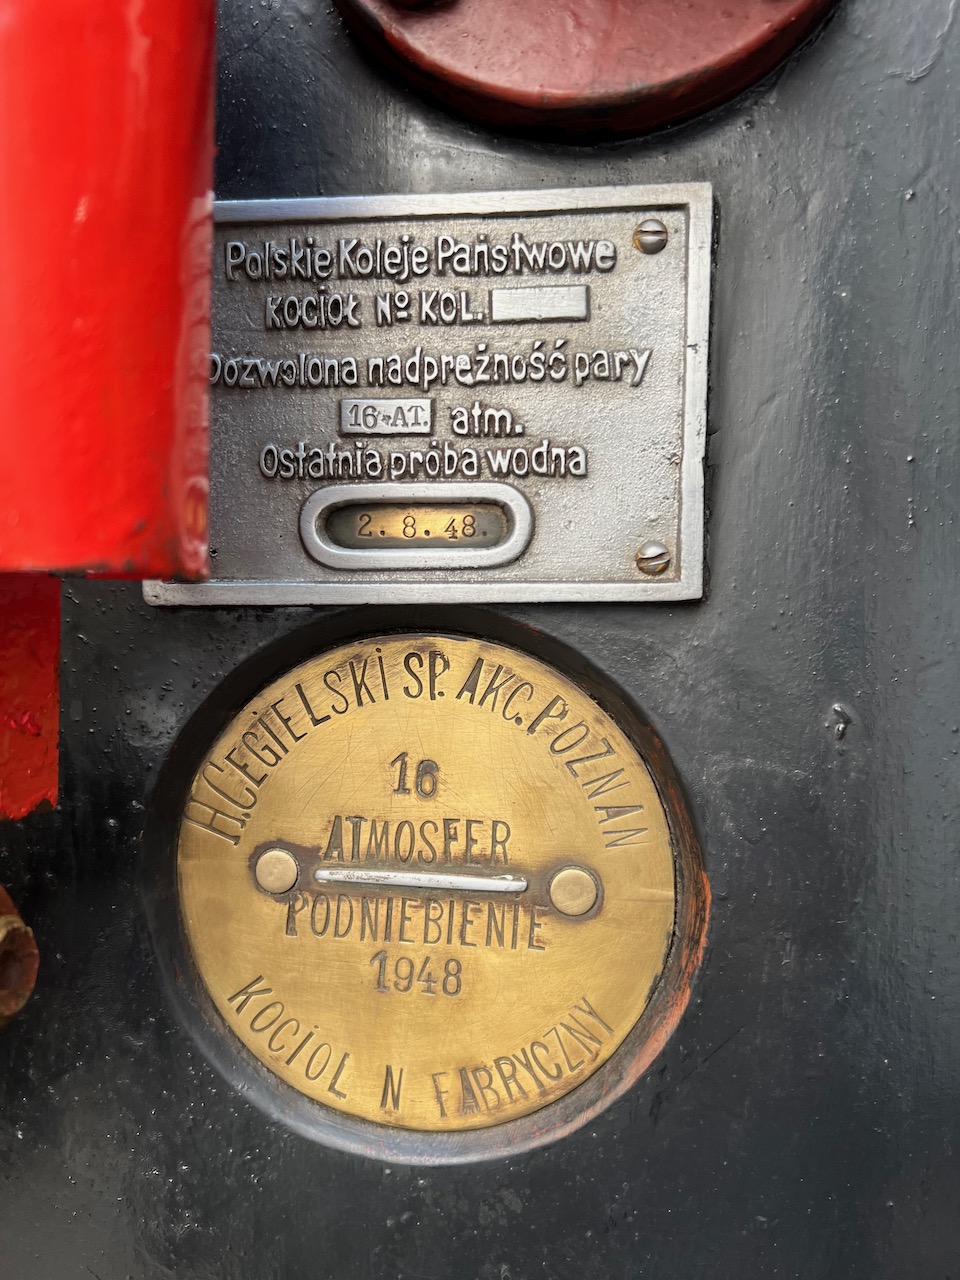 Polskie Koleje Państwowe
Kocioł Nº KOL.
Dozwolona nadprężność pary
16-AT. atm.
Ostatnia próba wodna
2. 8. 48.
H.CEGIELSKI SP. AKC. POZNAN
16
ATMOSFER
PODNIEBIENIE
1948
KOCIOL N FABRYCZNY